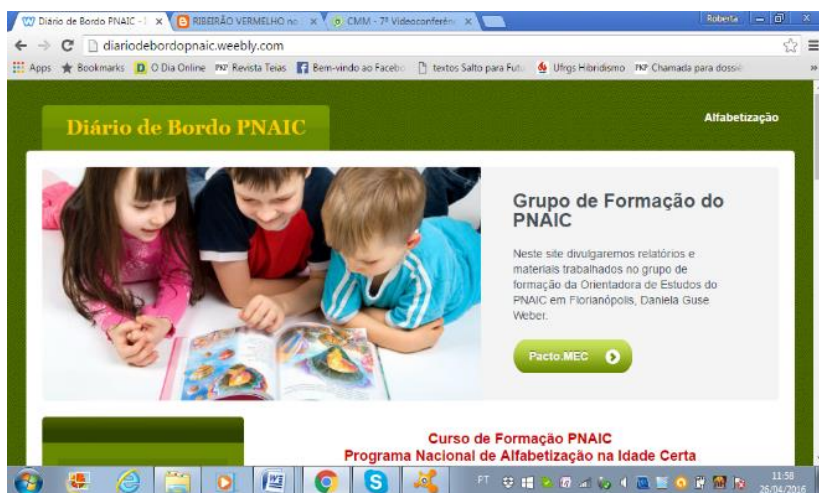 Diário de Bordo PNAIC - I
RIBEIRÃO VERMELHO no
CMM - 7ª Videoconferênc
Roberta
diariodebordopnaic.weebly.com
Apps
Bookmarks
O Dia Online
Revista Teias
Bem-vindo ao Facebo
textos Salto para Futu
Ufrgs Hibridismo
Chamada para dossiê
Diário de Bordo PNAIC
Alfabetização
Grupo de Formação do
PNAIC
Neste site divulgaremos relatórios e
materiais trabalhados no grupo de
formação da Orientadora de Estudos do
PNAIC em Florianópolis, Daniela Guse
Weber.
Pacto.MEC
Curso de Formação PNAIC
Programa Nacional de Alfabetização na Idade Certa
PT
11:58
26/04/2016